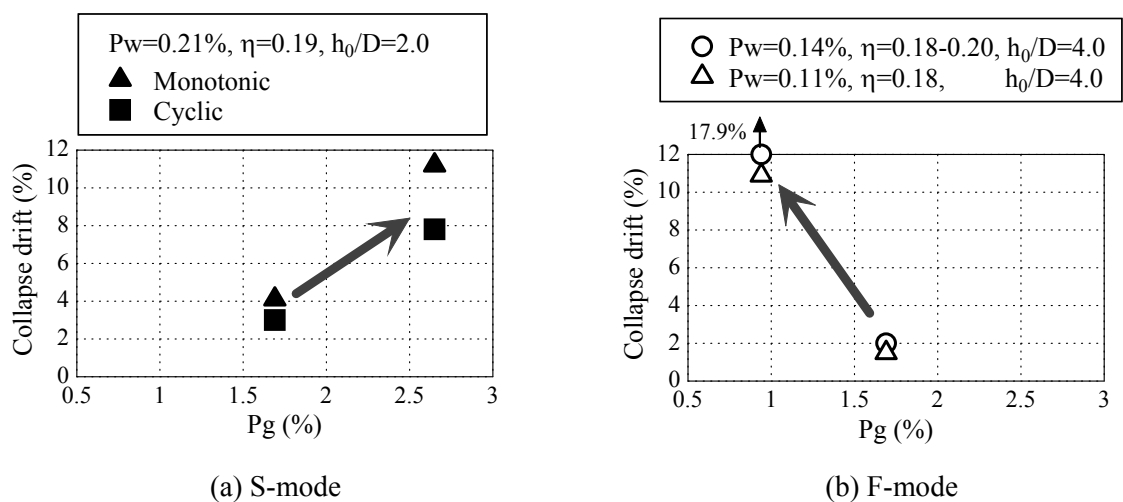 Pw=0.21%, η=0.19, h₀/D=2.0
Monotonic
Cyclic
Collapse drift (%)
12
10
8
6
4
2
0
0.5 1 1.5 2 2.5 3
Pg (%)
(a) S-mode
Pw=0.14%, η=0.18-0.20, h₀/D=4.0
Pw=0.11%, η=0.18, h₀/D=4.0
17.9%
Collapse drift (%)
12
10
8
6
4
2
0
0.5 1 1.5 2 2.5 3
Pg (%)
(b) F-mode